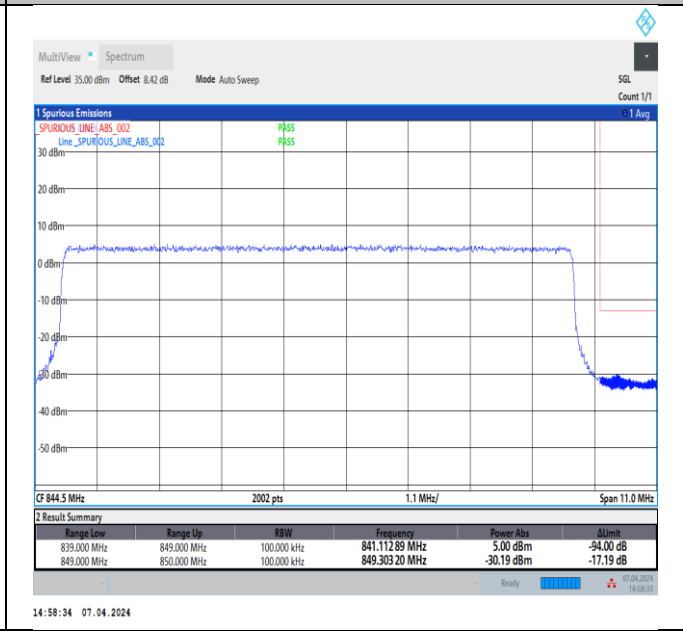 MultiView Spectrum
Ref Level 35.00 dBm Offset 8.42 dB Mode Auto Sweep SGL
Count 1/1
1 Spurious Emissions 1 Avg
_SPURIOUS_LINE_ABS_002 PASS
Line _SPURIOUS_LINE_ABS_002 PASS
30 dBm
20 dBm
10 dBm
0 dBm
-10 dBm
-20 dBm
-30 dBm
-40 dBm
-50 dBm
CF 844.5 MHz 2002 pts 1.1 MHz/ Span 11.0 MHz
2 Result Summary
Range Low Range Up RBW Frequency Power Abs ΔLimit
839.000 MHz 849.000 MHz 100.000 kHz 841.112 89 MHz 5.00 dBm -94.00 dB
849.000 MHz 850.000 MHz 100.000 kHz 849.303 20 MHz -30.19 dBm -17.19 dB
Ready 07.04.2024
14:58:33
14:58:34 07.04.2024